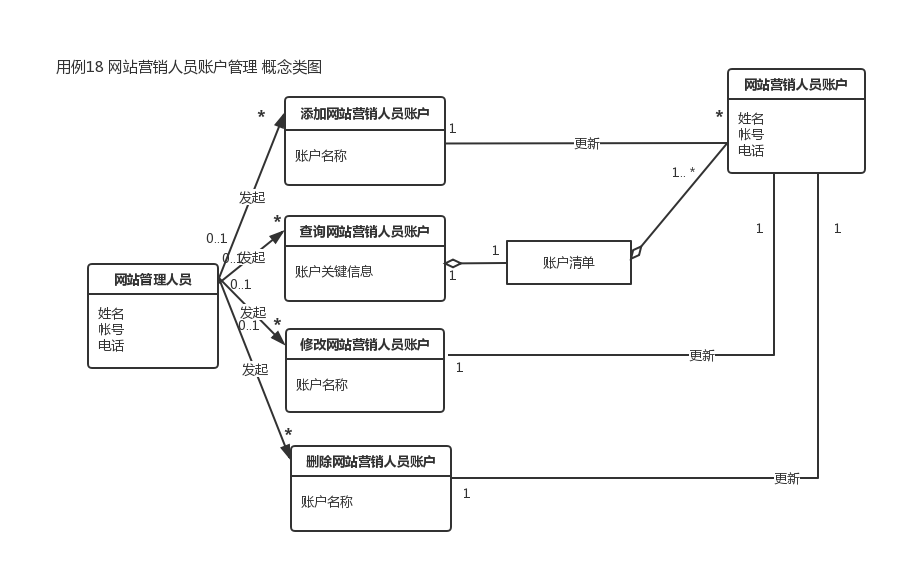 用例18 网站营销人员账户管理 概念类图
网站营销人员账户
姓名
帐号
电话
*
添加网站营销人员账户
账户名称
*
1
更新
1.. *
发起
0..1
*
查询网站营销人员账户
账户关键信息
0..1
发起
1
1
账户清单
1
1
网站管理人员
姓名
帐号
电话
0..1
发起
*
0..1
修改网站营销人员账户
账户名称
1
更新
发起
*
删除网站营销人员账户
账户名称
1
更新